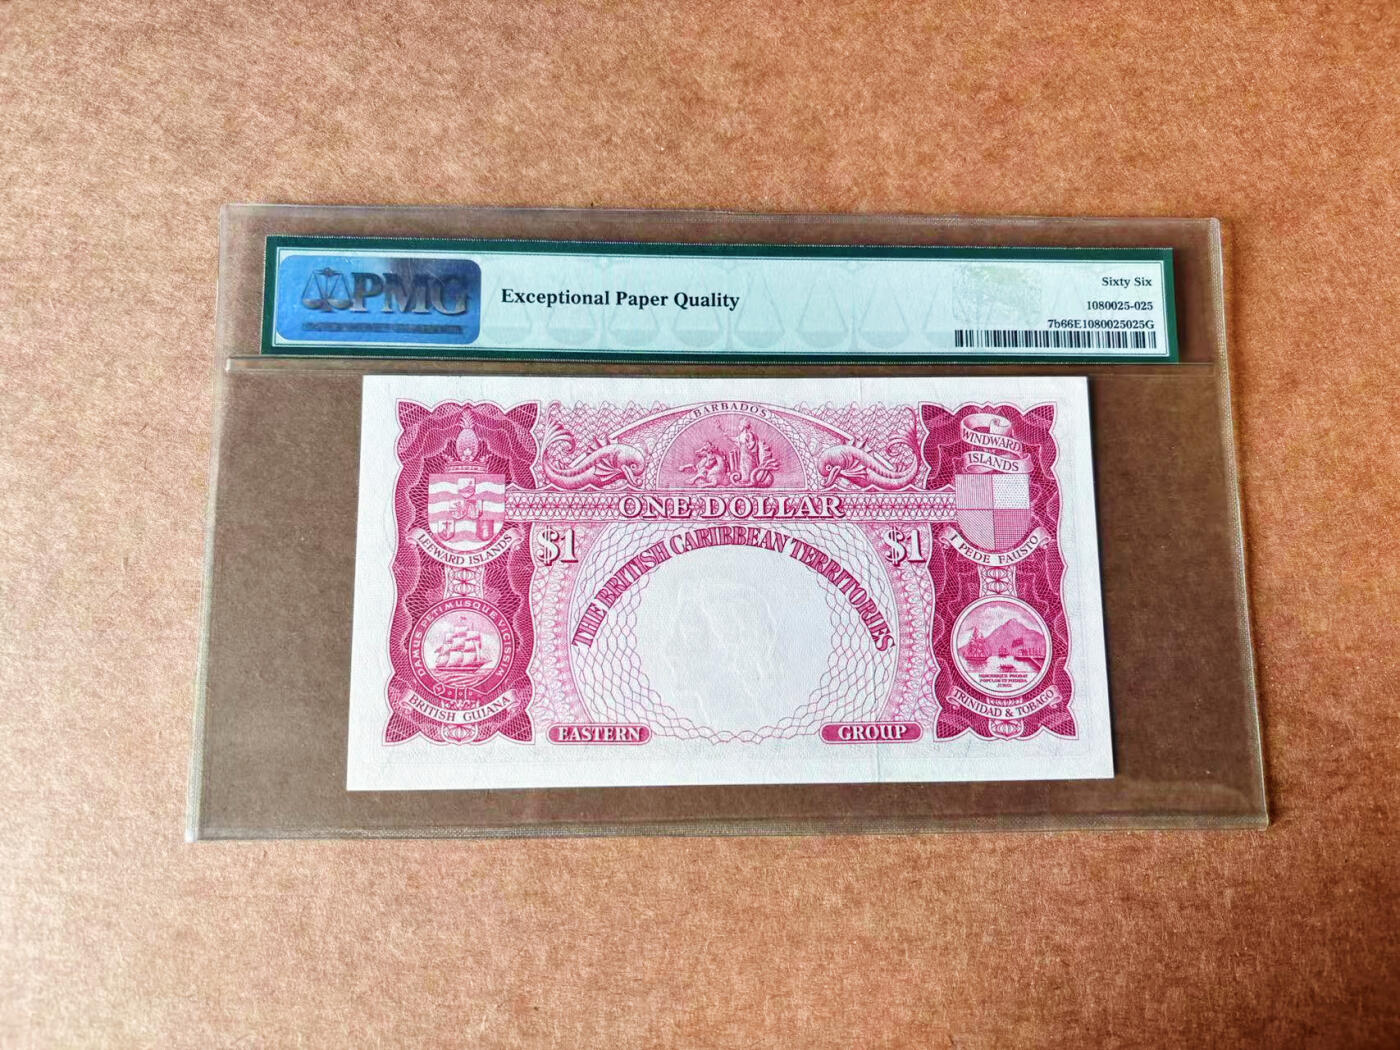 PMG
Exceptional Paper Quality
Sixty Six
1080025-025
7b66E1080025025G
BARBADOS
WINDWARD
ISLANDS
ONE DOLLAR
LEEWARD ISLANDS
$1
THE BRITISH CARIBBEAN TERRITORIES
$1
I PEDE FAUSTO
DAMUS PETIMUSQUE VICISSIM
BRITISH GUIANA
TRINIDAD & TOBAGO
EASTERN
GROUP